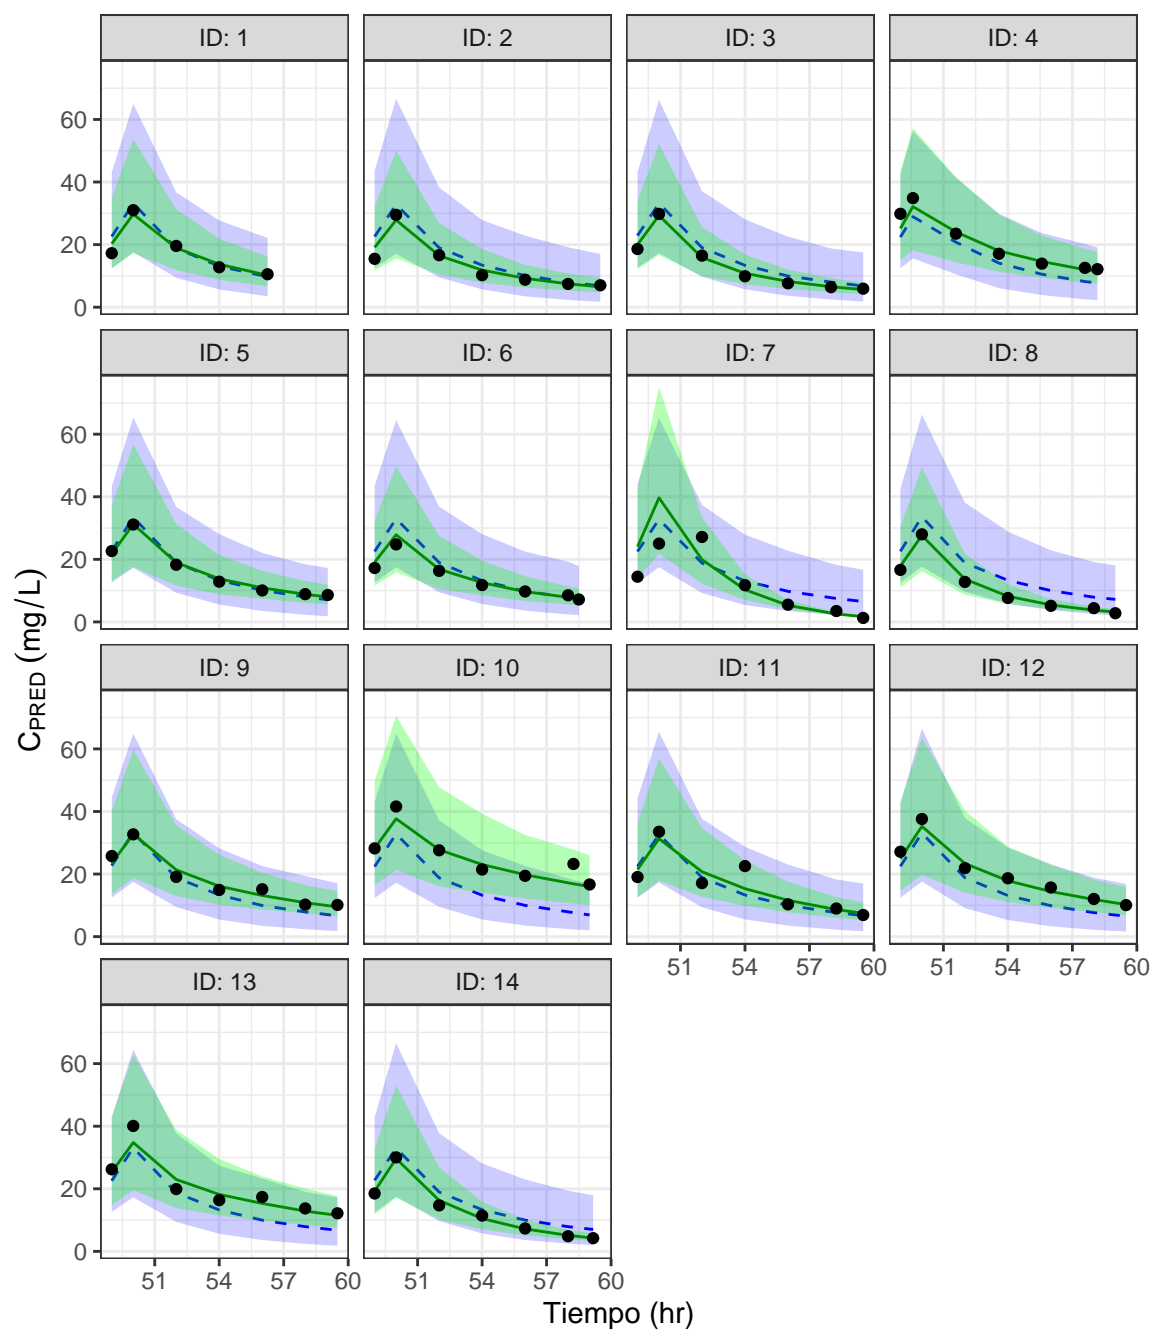 ID: 1
ID: 2
ID: 3
ID: 4
60
40
20
0
ID: 5
ID: 6
ID: 7
ID: 8
60
40
20
0
ID: 9
ID: 10
ID: 11
ID: 12
60
40
20
0
51 54 57 60
51 54 57 60
ID: 13
ID: 14
60
40
20
0
51 54 57 60
51 54 57 60
Tiempo (hr)
CPRED (mg/L)